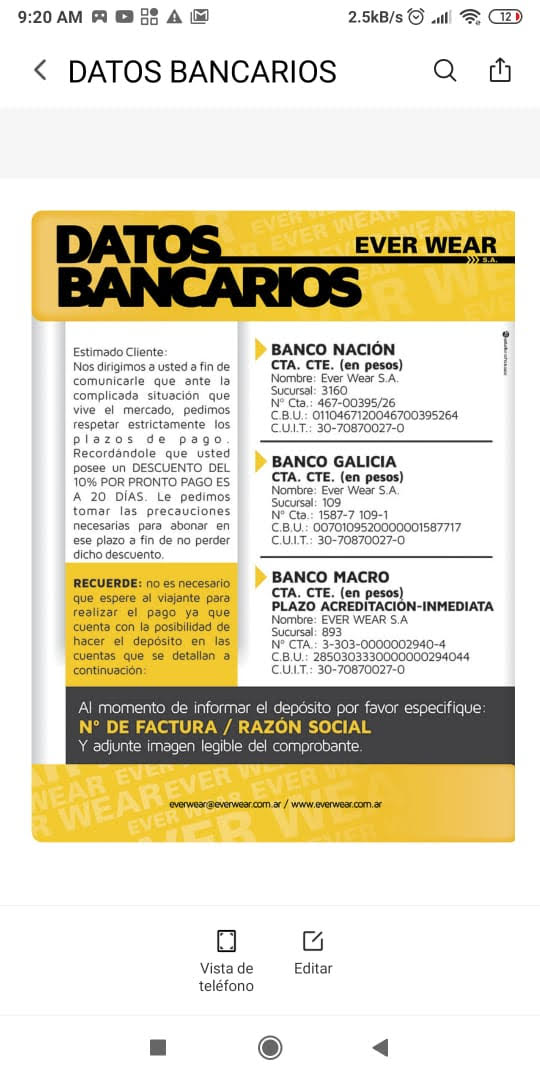 9:20 AM
2.5kB/s
12
DATOS BANCARIOS
DATOS
BANCARIOS
EVER WEAR
S.A.
Estimado Cliente:
Nos dirigimos a usted a fin de
comunicarle que ante la
complicada situación que
vive el mercado, pedimos
respetar estrictamente los
plazos de pago.
Recordándole que usted
posee un DESCUENTO DEL
10% POR PRONTO PAGO ES
A 20 DÍAS. Le pedimos
tomar las precauciones
necesarias para abonar en
ese plazo a fin de no perder
dicho descuento.
RECUERDE: no es necesario
que espere al viajante para
realizar el pago ya que
cuenta con la posibilidad de
hacer el depósito en las
cuentas que se detallan a
continuación:
BANCO NACIÓN
CTA. CTE. (en pesos)
Nombre: Ever Wear S.A.
Sucursal: 3160
N° Cta.: 467-00395/26
C.B.U.: 0110467120046700395264
C.U.I.T.: 30-70870027-0
BANCO GALICIA
CTA. CTE. (en pesos)
Nombre: Ever Wear S.A.
Sucursal: 109
N° Cta.: 1587-7 109-1
C.B.U.: 0070109520000001587717
C.U.I.T.: 30-70870027-0
BANCO MACRO
CTA. CTE. (en pesos)
PLAZO ACREDITACIÓN-INMEDIATA
Nombre: EVER WEAR S.A
Sucursal: 893
N° CTA.: 3-303-0000002940-4
C.B.U.: 2850303330000000294044
C.U.I.T.: 30-70870027-0
Al momento de informar el depósito por favor especifique:
N° DE FACTURA / RAZÓN SOCIAL
Y adjunte imagen legible del comprobante.
everwear@everwear.com.ar / www.everwear.com.ar
Vista de
teléfono
Editar